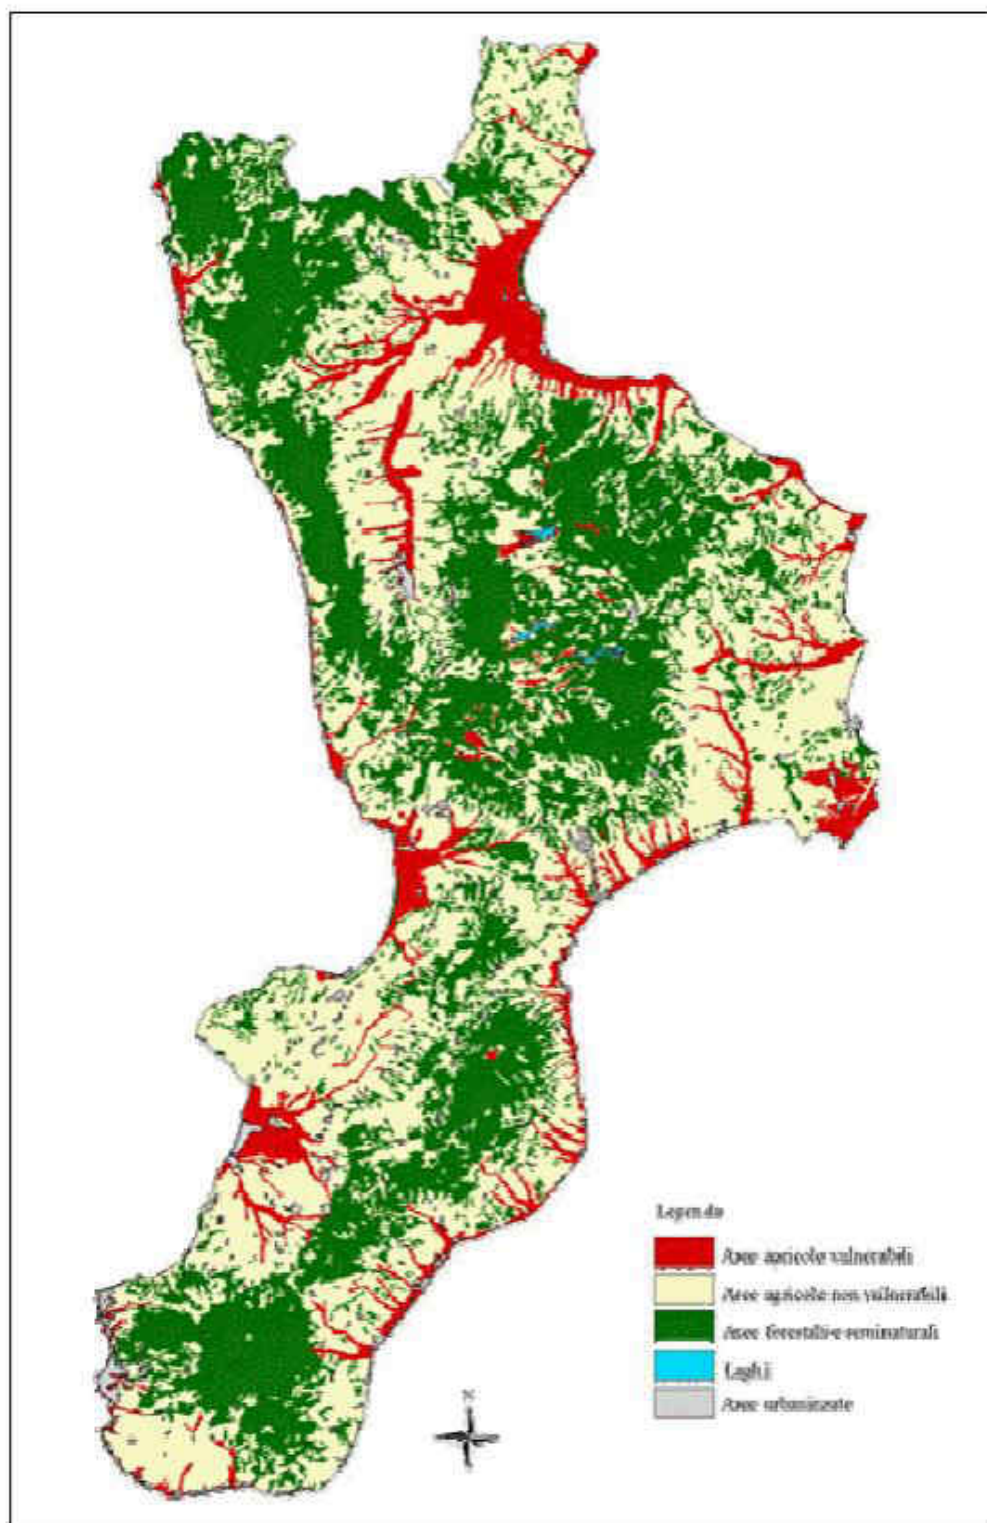 Legenda
Aree agricole vulnerabili
Aree agricole non vulnerabili
Aree forestali e seminaturali
Laghi
Aree urbanizzate
N